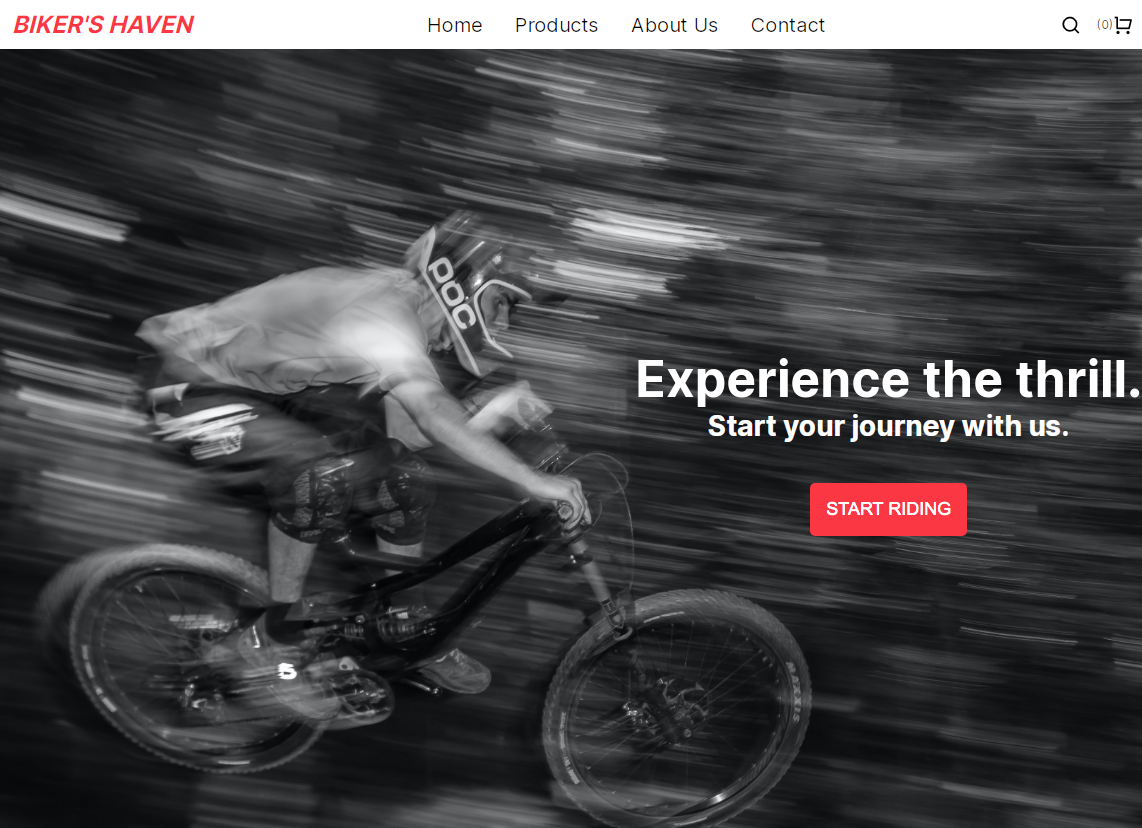 BIKER'S HAVEN
Home Products About Us Contact
(0)
POC
Experience the thrill.
Start your journey with us.
START RIDING
5
MAXXIS